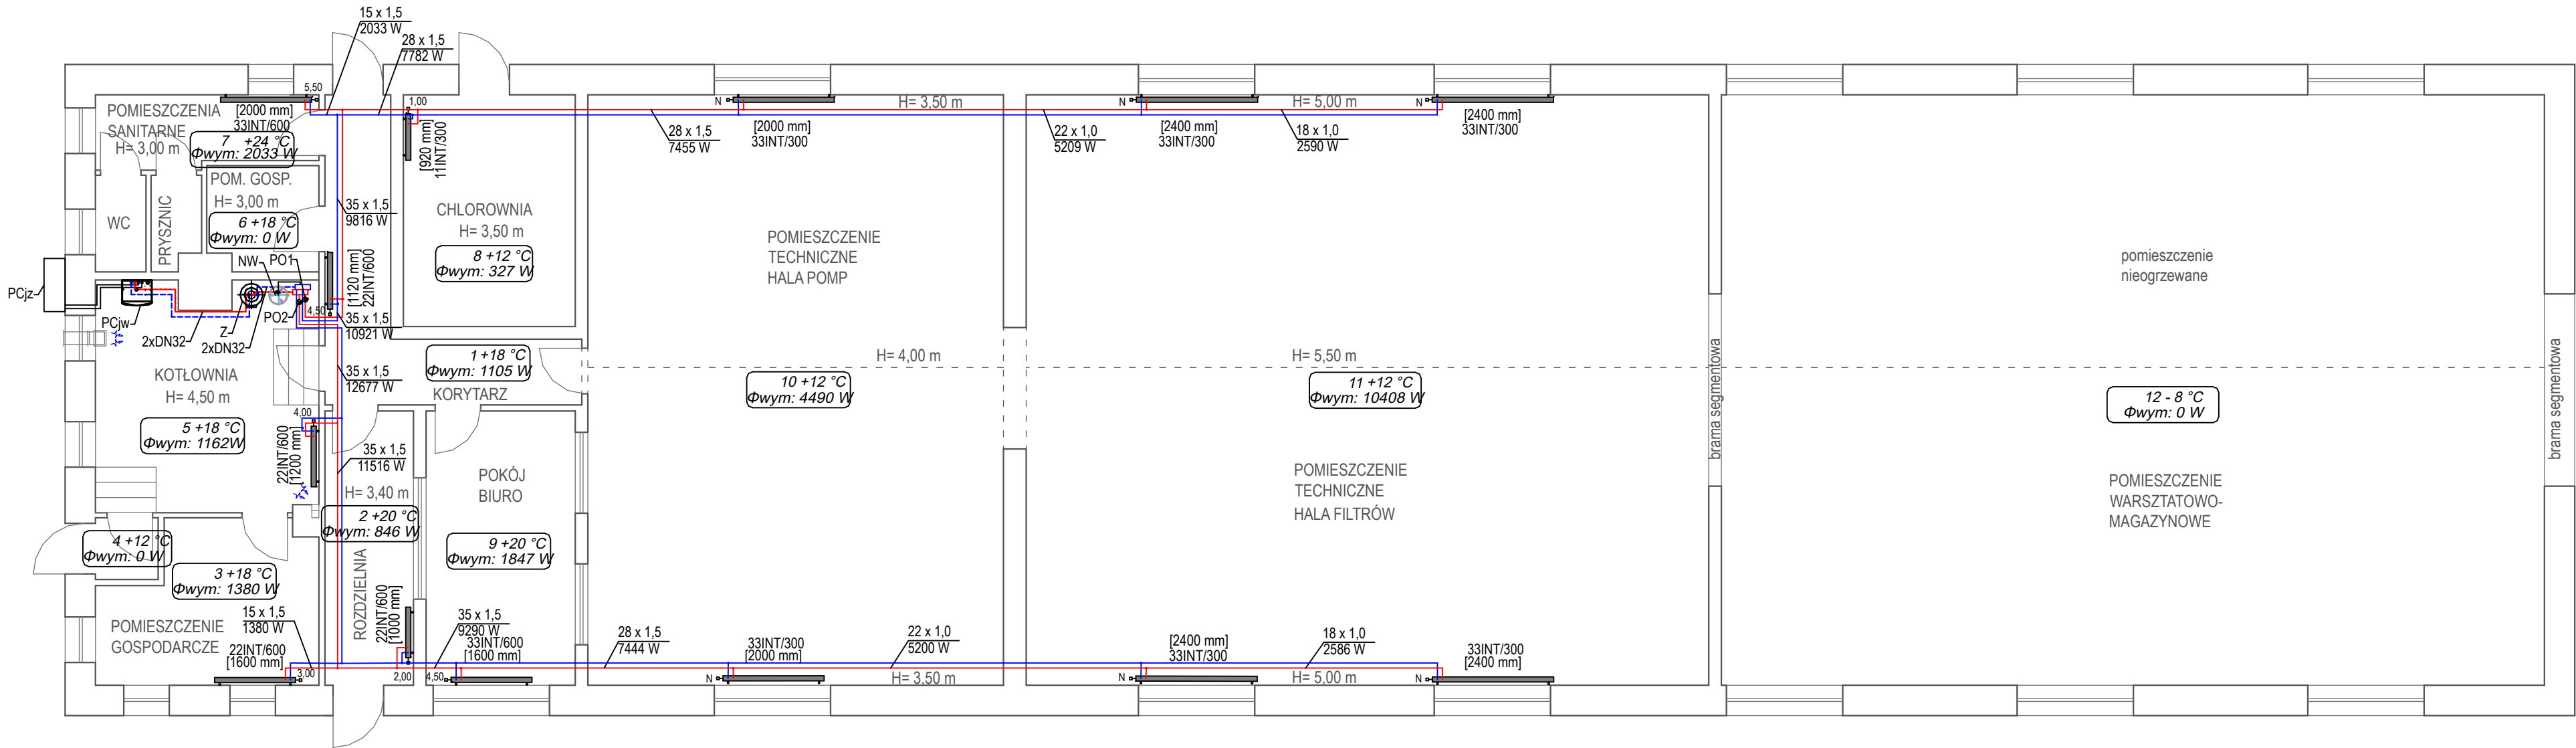 15 x 1,5
2033 W
28 x 1,5
7782 W
5,50
POMIESZCZENIA
SANITARNE
H= 3,00 m
[2000 mm]
33INT/600
7 +24 °C
Φwym: 2033 W
POM. GOSP.
H= 3,00 m
6 +18 °C
Φwym: 0 W
WC
PRYSZNIC
NW
PO1
PCjz
PCjw
2xDN32
Z
2xDN32
PO2
4,50
[1120 mm]
22INT/600
35 x 1,5
9816 W
35 x 1,5
10921 W
1,00
[920 mm]
11INT/300
CHLOROWNIA
H= 3,50 m
8 +12 °C
Φwym: 327 W
KOTŁOWNIA
H= 4,50 m
5 +18 °C
Φwym: 1162W
4,00
22INT/600
[1200 mm]
35 x 1,5
12677 W
1 +18 °C
Φwym: 1105 W
KORYTARZ
35 x 1,5
11516 W
H= 3,40 m
2 +20 °C
Φwym: 846 W
ROZDZIELNIA
22INT/600
[1000 mm]
2,00
POKÓJ
BIURO
9 +20 °C
Φwym: 1847 W
4 +12 °C
Φwym: 0 W
3 +18 °C
Φwym: 1380 W
15 x 1,5
1380 W
POMIESZCZENIE
GOSPODARCZE
22INT/600
[1600 mm]
3,00
35 x 1,5
9290 W
33INT/600
[1600 mm]
4,50
N
H= 3,50 m
28 x 1,5
7455 W
[2000 mm]
33INT/300
POMIESZCZENIE
TECHNICZNE
HALA POMP
H= 4,00 m
10 +12 °C
Φwym: 4490 W
28 x 1,5
7444 W
33INT/300
[2000 mm]
22 x 1,0
5200 W
N
H= 3,50 m
22 x 1,0
5209 W
N
[2400 mm]
33INT/300
H= 5,00 m
18 x 1,0
2590 W
N
[2400 mm]
33INT/300
H= 5,50 m
11 +12 °C
Φwym: 10408 W
POMIESZCZENIE
TECHNICZNE
HALA FILTRÓW
[2400 mm]
33INT/300
N
18 x 1,0
2586 W
H= 5,00 m
N
33INT/300
[2400 mm]
brama segmentowa
pomieszczenie
nieogrzewane
12 - 8 °C
Φwym: 0 W
POMIESZCZENIE
WARSZTATOWO-
MAGAZYNOWE
brama segmentowa